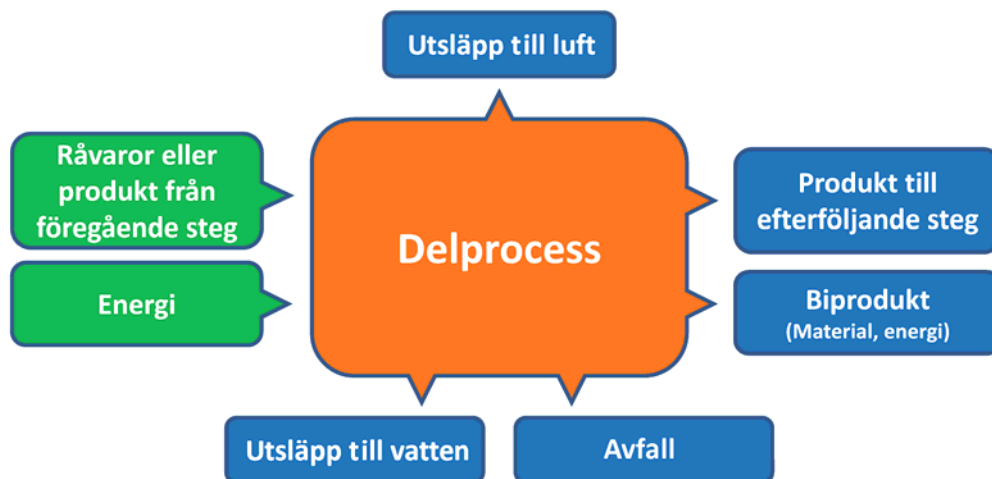 Utsläpp till luft
Råvaror eller
produkt från
föregående steg
Energi
Delprocess
Produkt till
efterföljande steg
Biprodukt
(Material, energi)
Utsläpp till vatten
Avfall